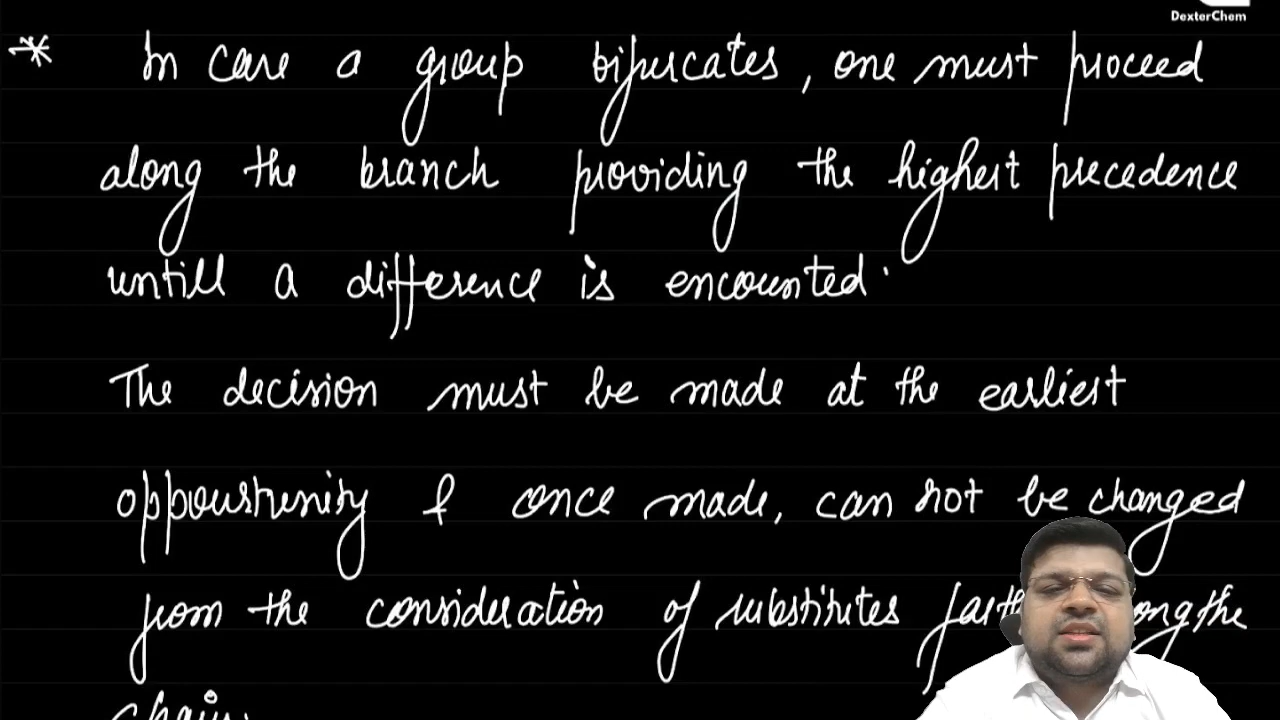 DexterChem
* In case a group bifurcates, one must proceed
along the branch providing the highest precedence
untill a difference is encounted.
The decision must be made at the earliest
opportunity & once made, can not be changed
from the consideration of substitutes the
chain.